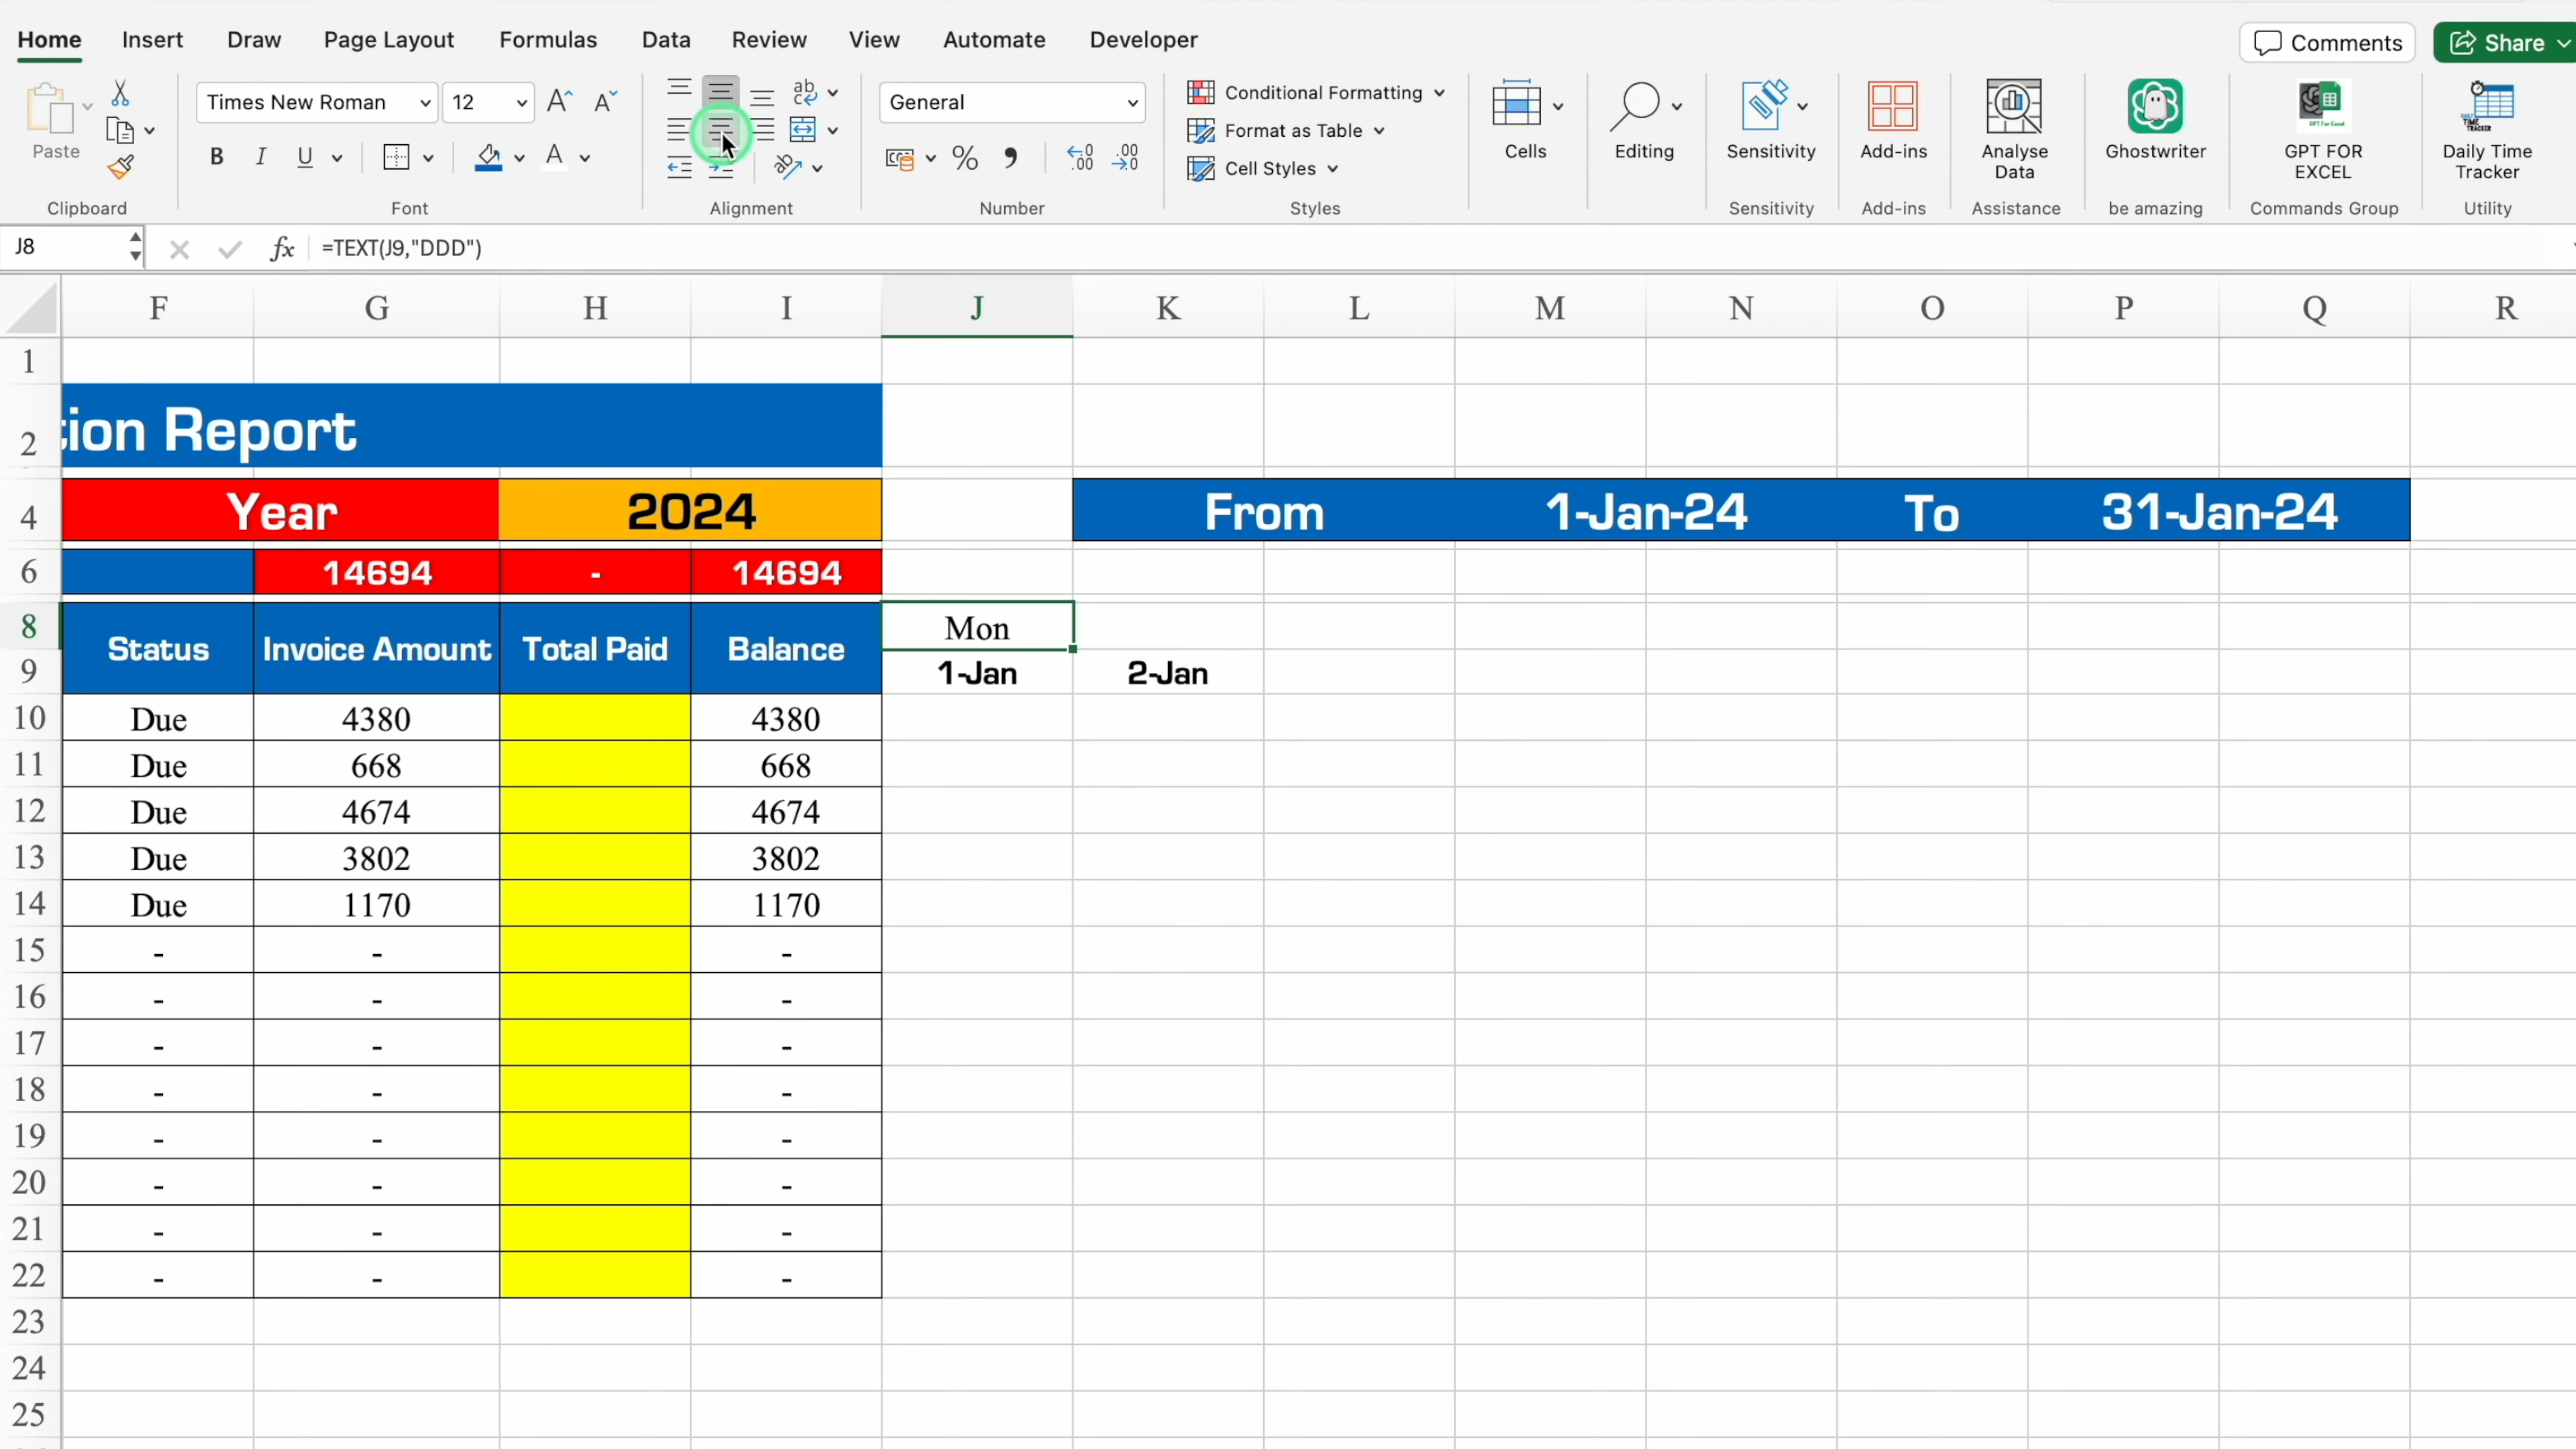 Home Insert Draw Page Layout Formulas Data Review View Automate Developer Comments Share
Paste
Times New Roman 12
B I U A
ab
General
% .00
Conditional Formatting
Format as Table
Cell Styles
Cells
Editing
Sensitivity
Add-ins
Analyse
Data
Ghostwriter
GPT FOR
EXCEL
Daily Time
Tracker
Clipboard Font Alignment Number Styles Sensitivity Add-ins Assistance be amazing Commands Group Utility
J8 fx =TEXT(J9,"DDD")
F G H I J K L M N O P Q R
1
2 tion Report
4 Year 2024 From 1-Jan-24 To 31-Jan-24
6 14694 - 14694
8 Status Invoice Amount Total Paid Balance Mon
9 1-Jan 2-Jan
10 Due 4380 4380
11 Due 668 668
12 Due 4674 4674
13 Due 3802 3802
14 Due 1170 1170
15 - - -
16 - - -
17 - - -
18 - - -
19 - - -
20 - - -
21 - - -
22 - - -
23
24
25